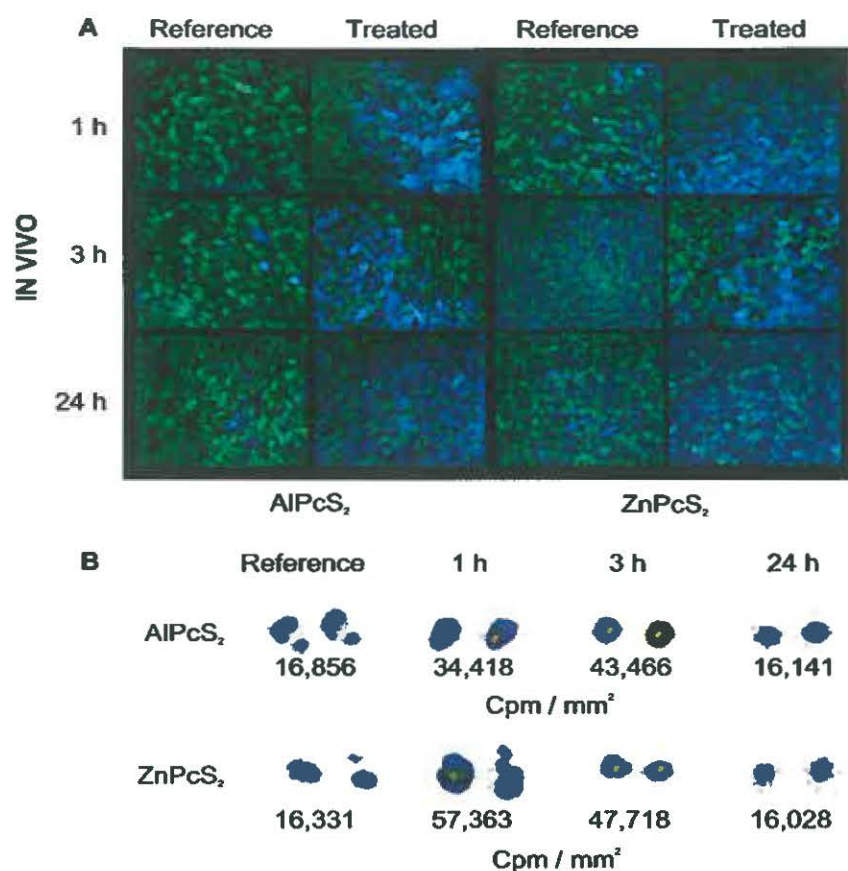 A Reference Treated Reference Treated
1 h
IN VIVO
3 h
24 h
AlPcS₂ ZnPcS₂
B Reference 1 h 3 h 24 h
AlPcS₂
16,856 34,418 43,466 16,141
Cpm / mm²
ZnPcS₂
16,331 57,363 47,718 16,028
Cpm / mm²